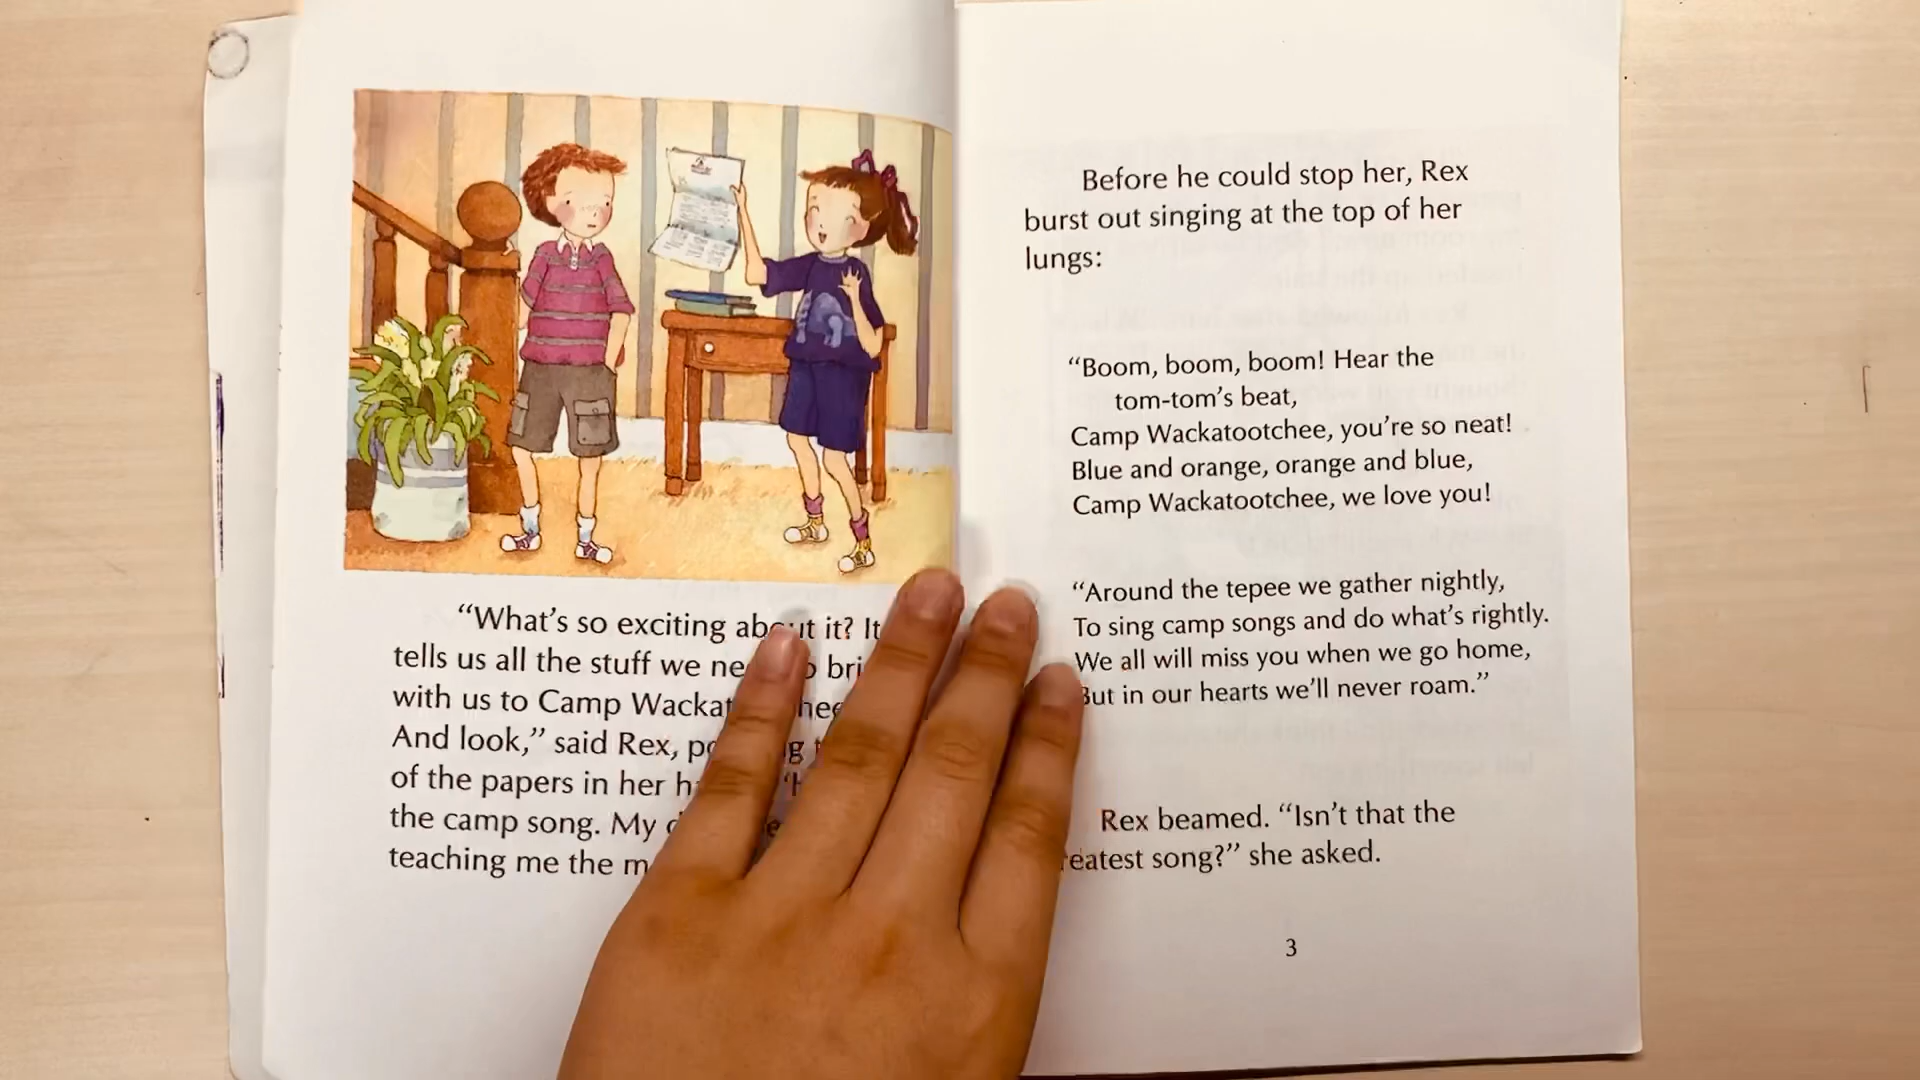 “What’s so exciting about it? It
tells us all the stuff we
with us to Camp
And look,” said Rex,
of the papers in her
the camp song. My
teaching me the
Before he could stop her, Rex
burst out singing at the top of her
lungs:
“Boom, boom, boom! Hear the
tom-tom’s beat,
Camp Wackatootchee, you’re so neat!
Blue and orange, orange and blue,
Camp Wackatootchee, we love you!
“Around the tepee we gather nightly,
To sing camp songs and do what’s rightly.
We all will miss you when we go home,
But in our hearts we’ll never roam.”
Rex beamed. “Isn’t that the
song?” she asked.
3